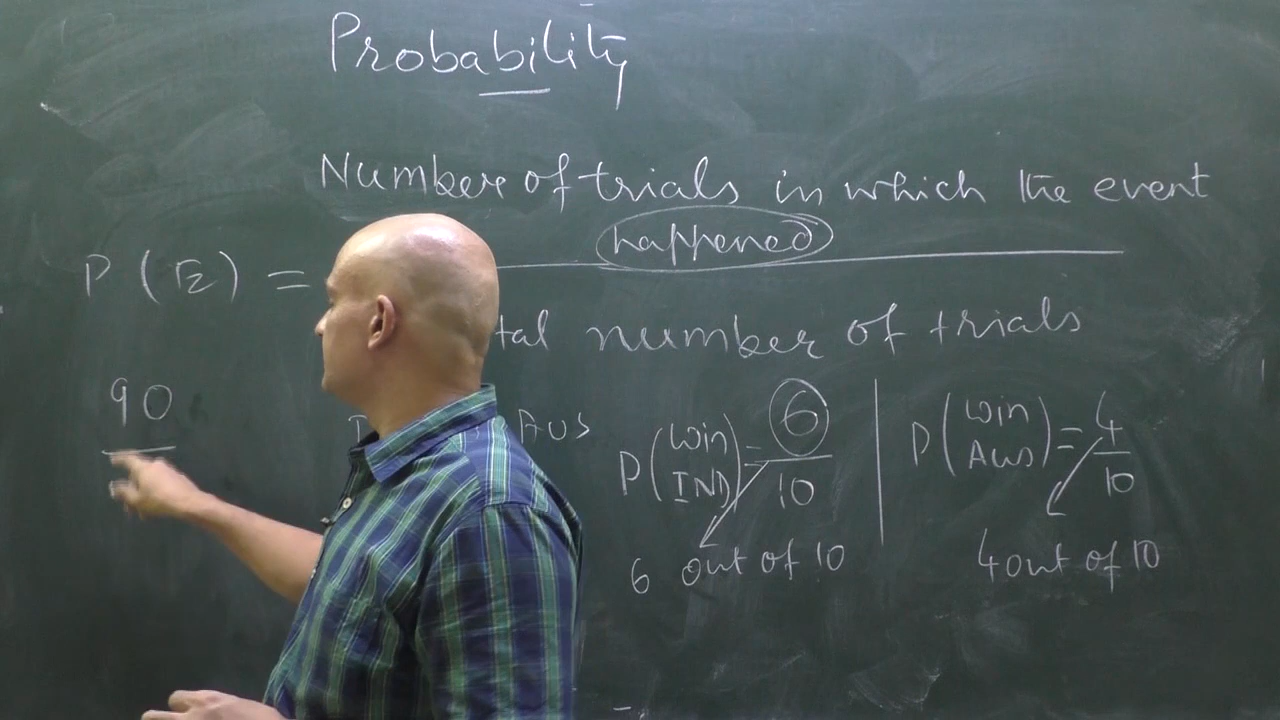 Probability
Number of trials in which the event
happened
P (E) =
tal number of trials
90
Aus
P (Win IND) = 6/10
P (Win Aus) = 4/10
6 out of 10
4 out of 10